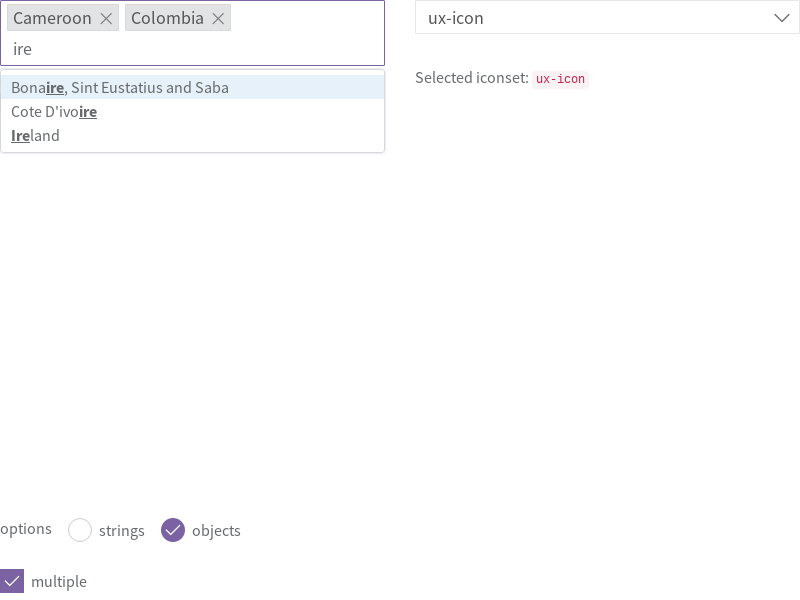 Cameroon Colombia
ire
Bonaire, Sint Eustatius and Saba
Cote D'ivoire
Ireland
ux-icon
Selected iconset: ux-icon
options strings objects
multiple